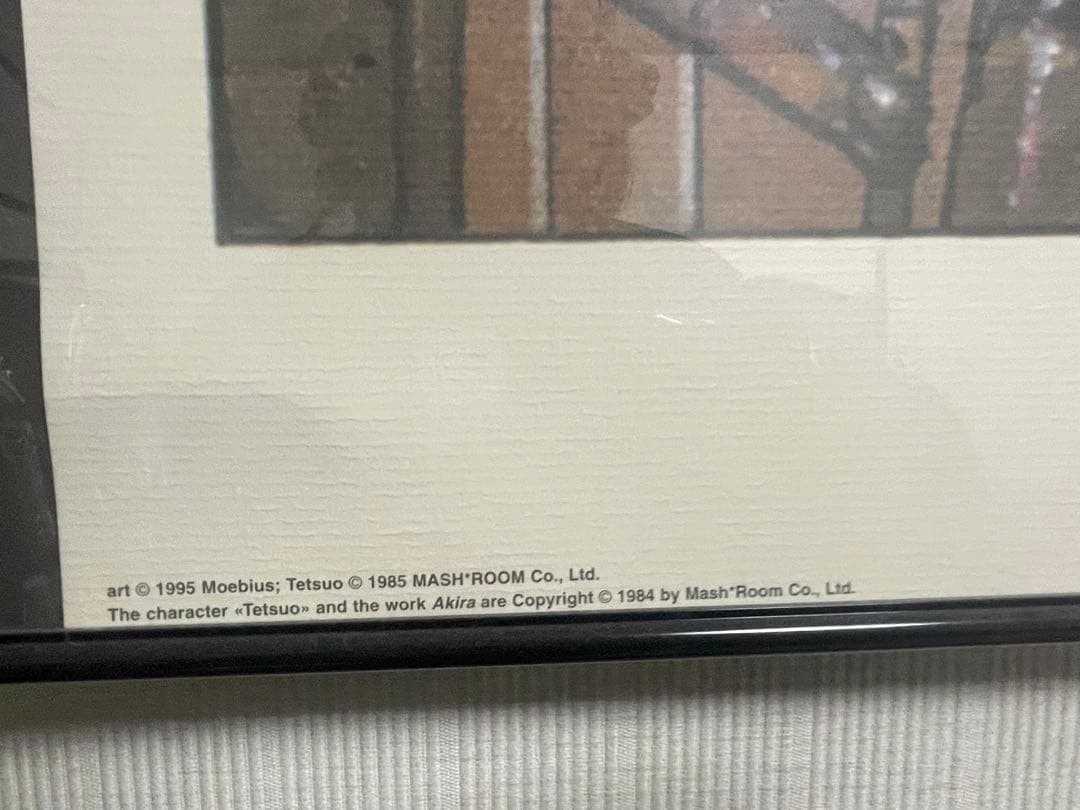 art © 1995 Moebius; Tetsuo © 1985 MASH*ROOM Co., Ltd.
The character «Tetsuo» and the work Akira are Copyright © 1984 by Mash*Room Co., Ltd.